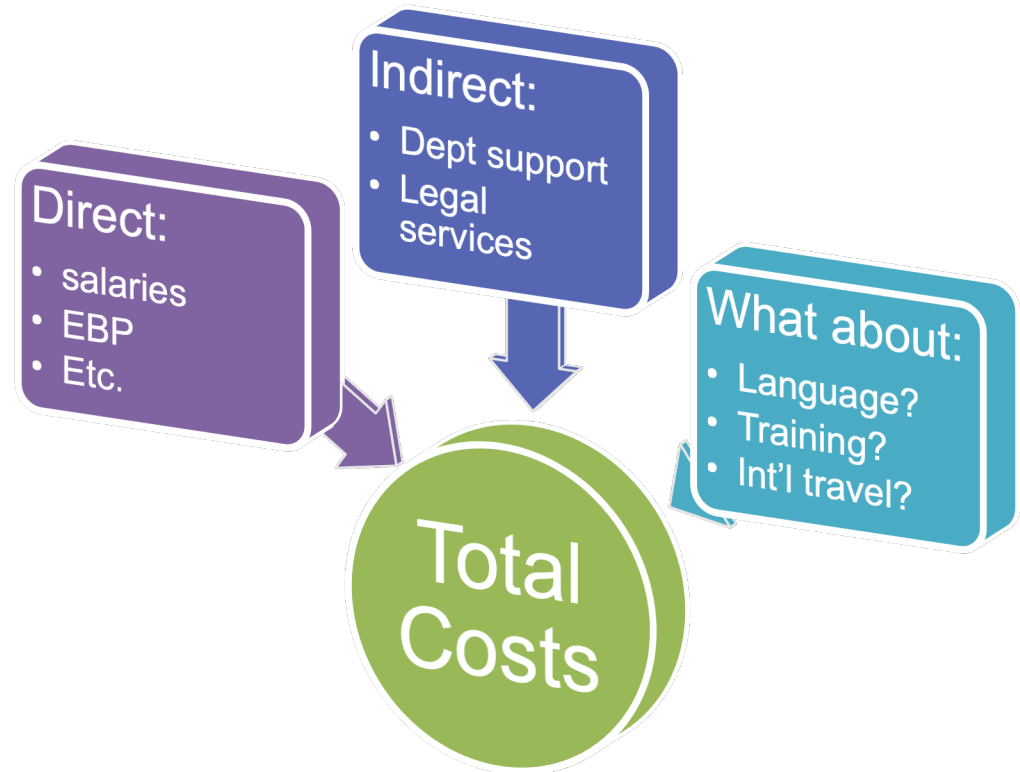 Direct:
• salaries
• EBP
• Etc.
Indirect:
• Dept support
• Legal
services
What about:
• Language?
• Training?
• Int'l travel?
Total
Costs